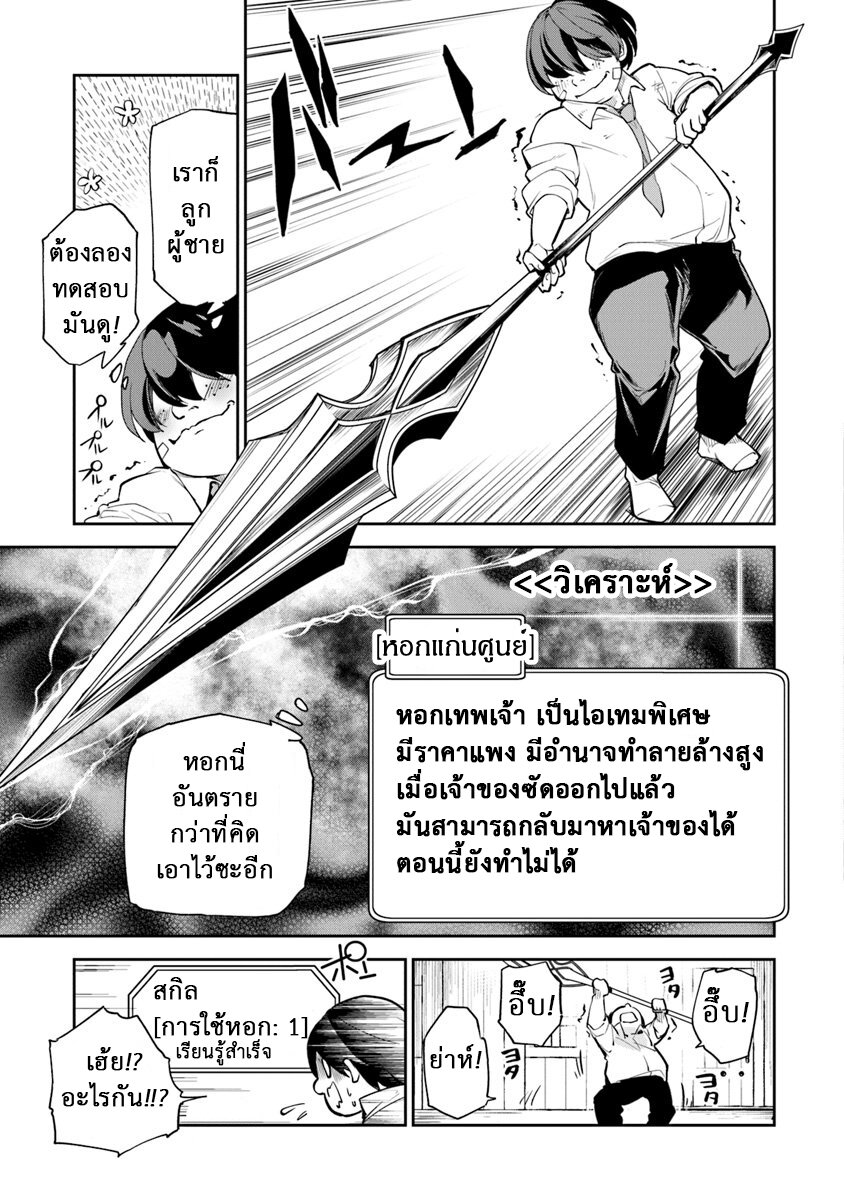 เราก็
ลูก
ผู้ชาย
ต้องลอง
ทดสอบ
มันดู!
プルプル
<<วิเคราะห์>>
[หอกแก่นศูนย์]
หอกเทพเจ้า เป็นไอเทมพิเศษ
มีราคาแพง มีอำนาจทำลายล้างสูง
เมื่อเจ้าของซัดออกไปแล้ว
มันสามารถกลับมาหาเจ้าของได้
ตอนนี้ยังทำไม่ได้
หอกนี่
อันตราย
กว่าที่คิด
เอาไว้ซะอีก
อึ๊บ!
อึ๊บ!
ย่าห์!
ヨタ
ヨタ
ポロ
สกิล
[การใช้หอก: 1]
เรียนรู้สำเร็จ
เฮ้ย!?
อะไรกัน!!?